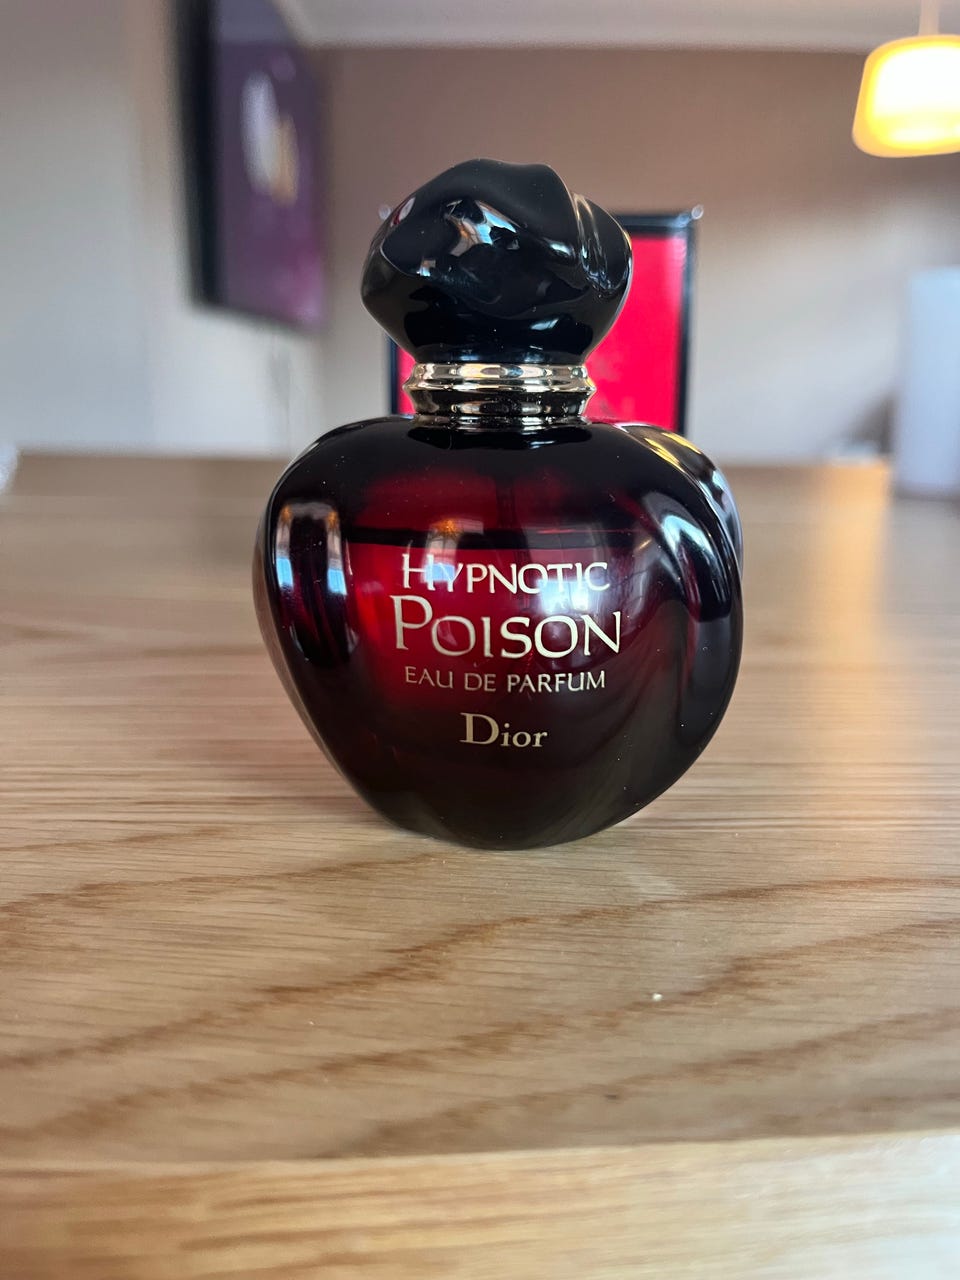 HYPNOTIC
POISON
EAU DE PARFUM
Dior